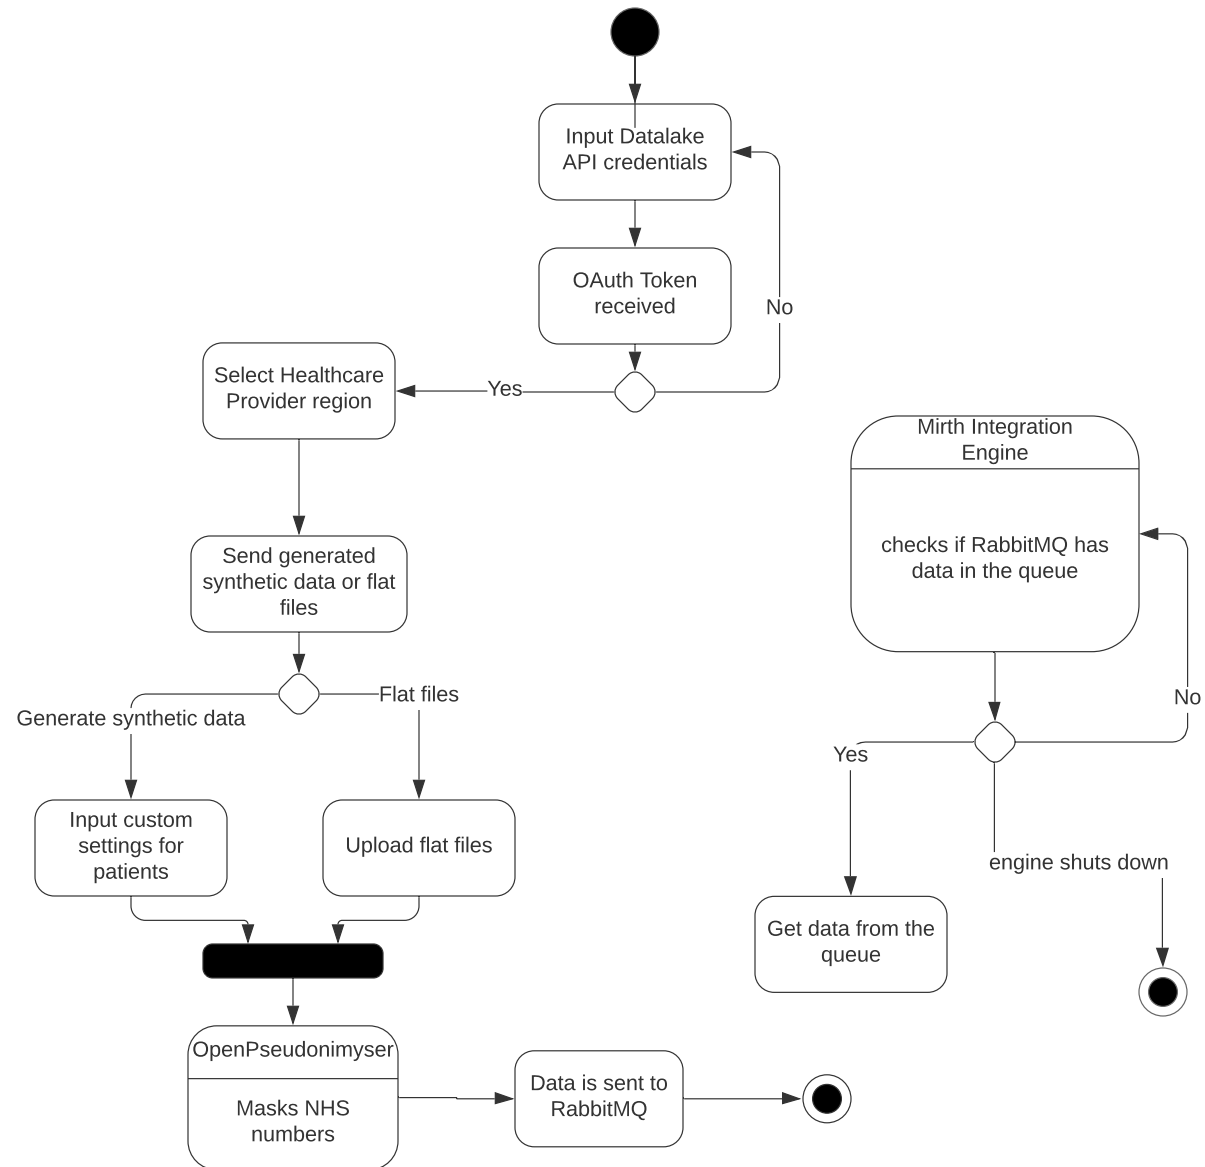 Input Datalake
API credentials
OAuth Token
received
No
Yes
Select Healthcare
Provider region
Send generated
synthetic data or flat
files
Generate synthetic data
Flat files
Input custom
settings for
patients
Upload flat files
OpenPseudonimyser
Masks NHS
numbers
Data is sent to
RabbitMQ
Mirth Integration
Engine
checks if RabbitMQ has
data in the queue
No
Yes
engine shuts down
Get data from the
queue